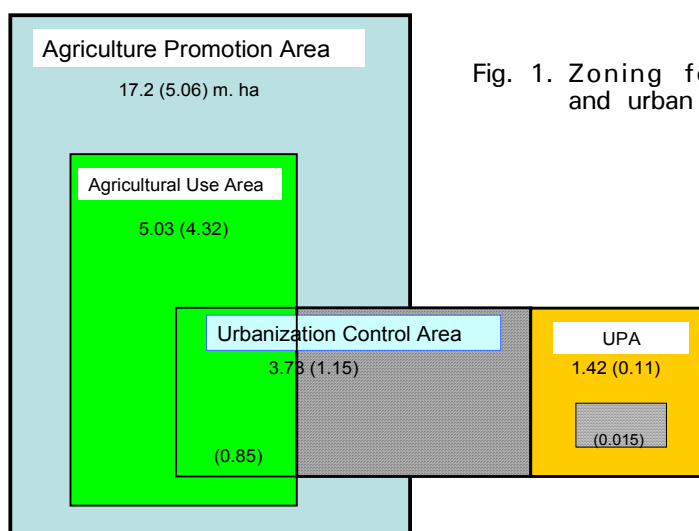 Agriculture Promotion Area
17.2 (5.06) m. ha
Fig. 1. Zoning
and urban
Agricultural Use Area
5.03 (4.32)
Urbanization Control Area
(1.15)
UPA
1.42 (0.11)
(0.015)
(0.85)